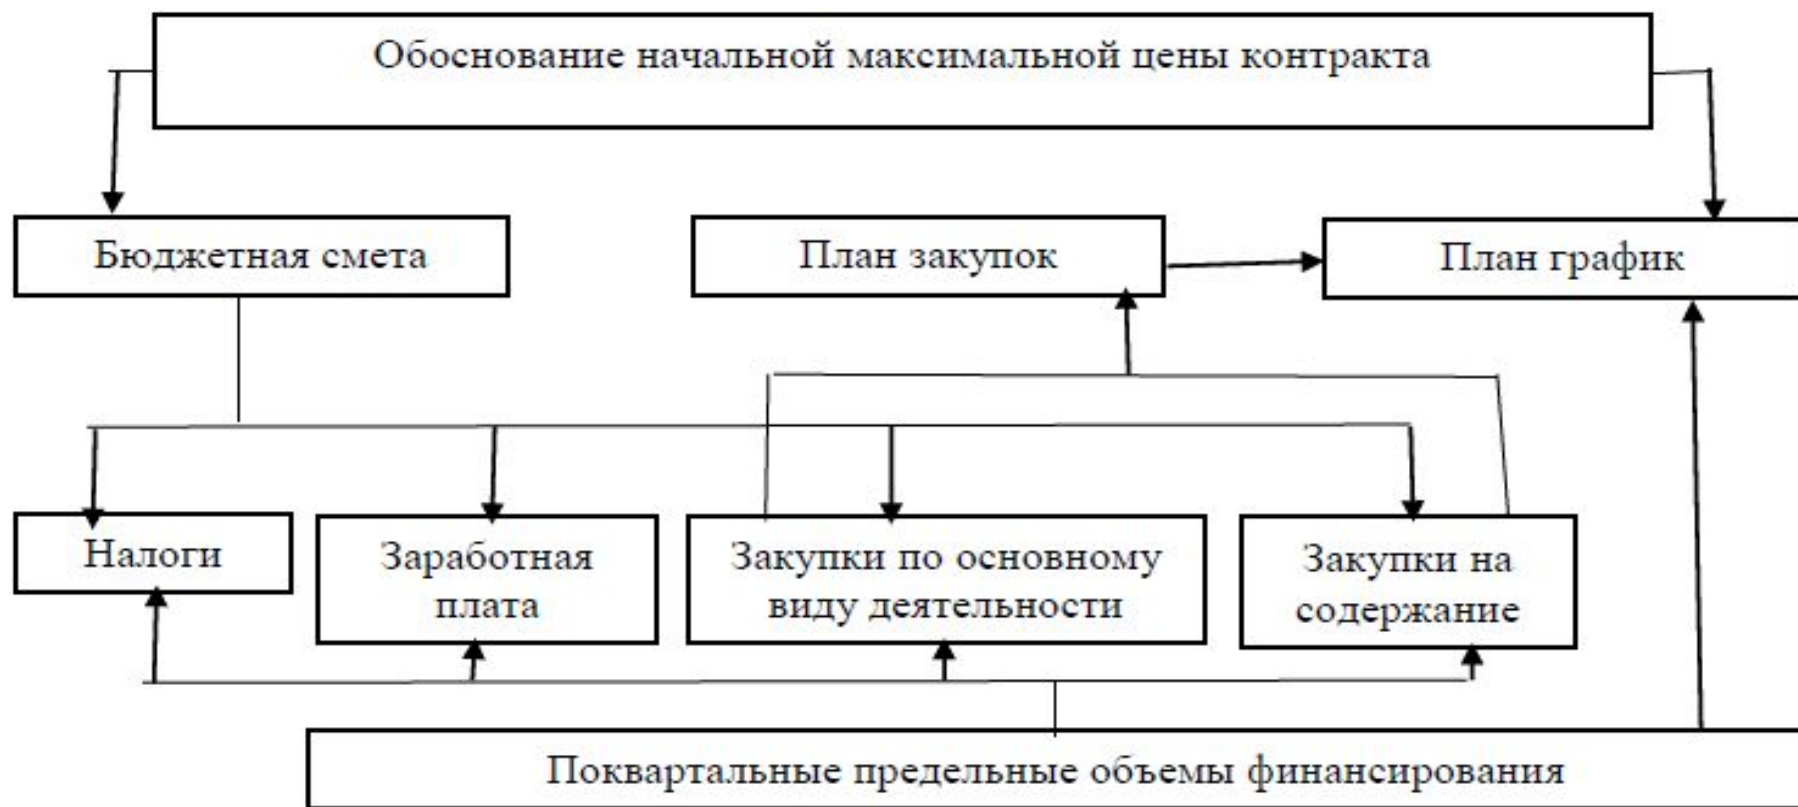 Обоснование начальной максимальной цены контракта
Бюджетная смета
План закупок
План график
Налоги
Заработная
плата
Закупки по основному
виду деятельности
Закупки на
содержание
Поквартальные предельные объемы финансирования